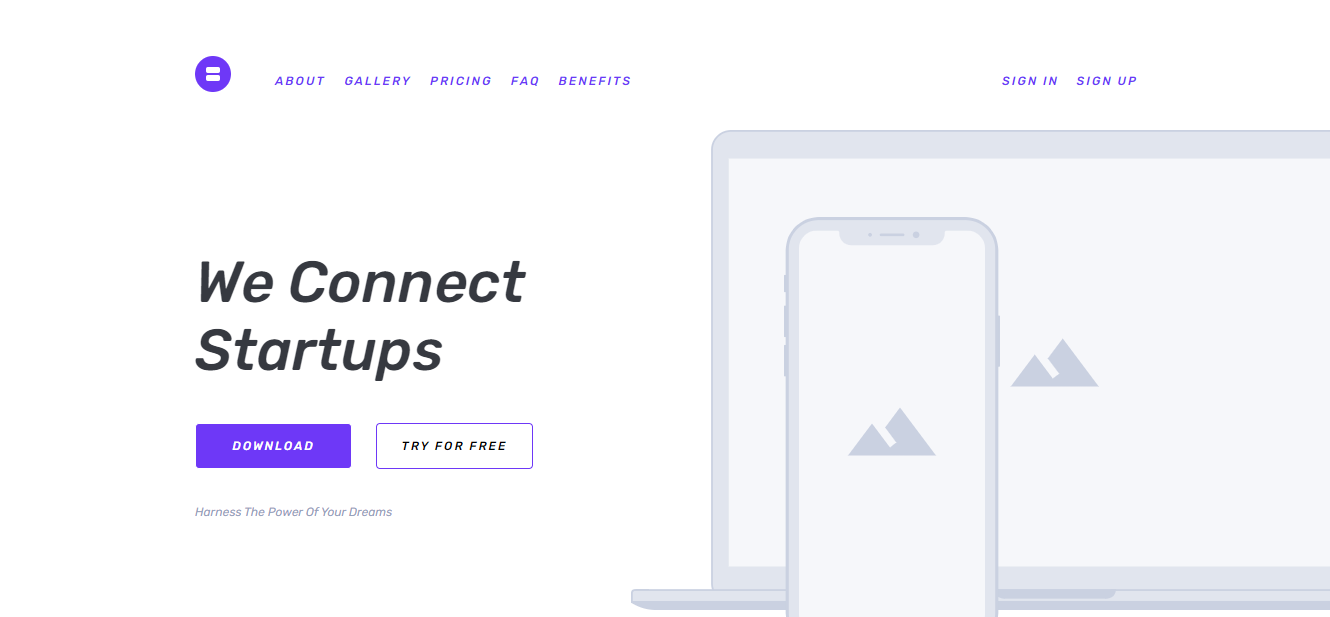 ABOUT GALLERY PRICING FAQ BENEFITS SIGN IN SIGN UP
We Connect
Startups
DOWNLOAD TRY FOR FREE
Harness The Power Of Your Dreams